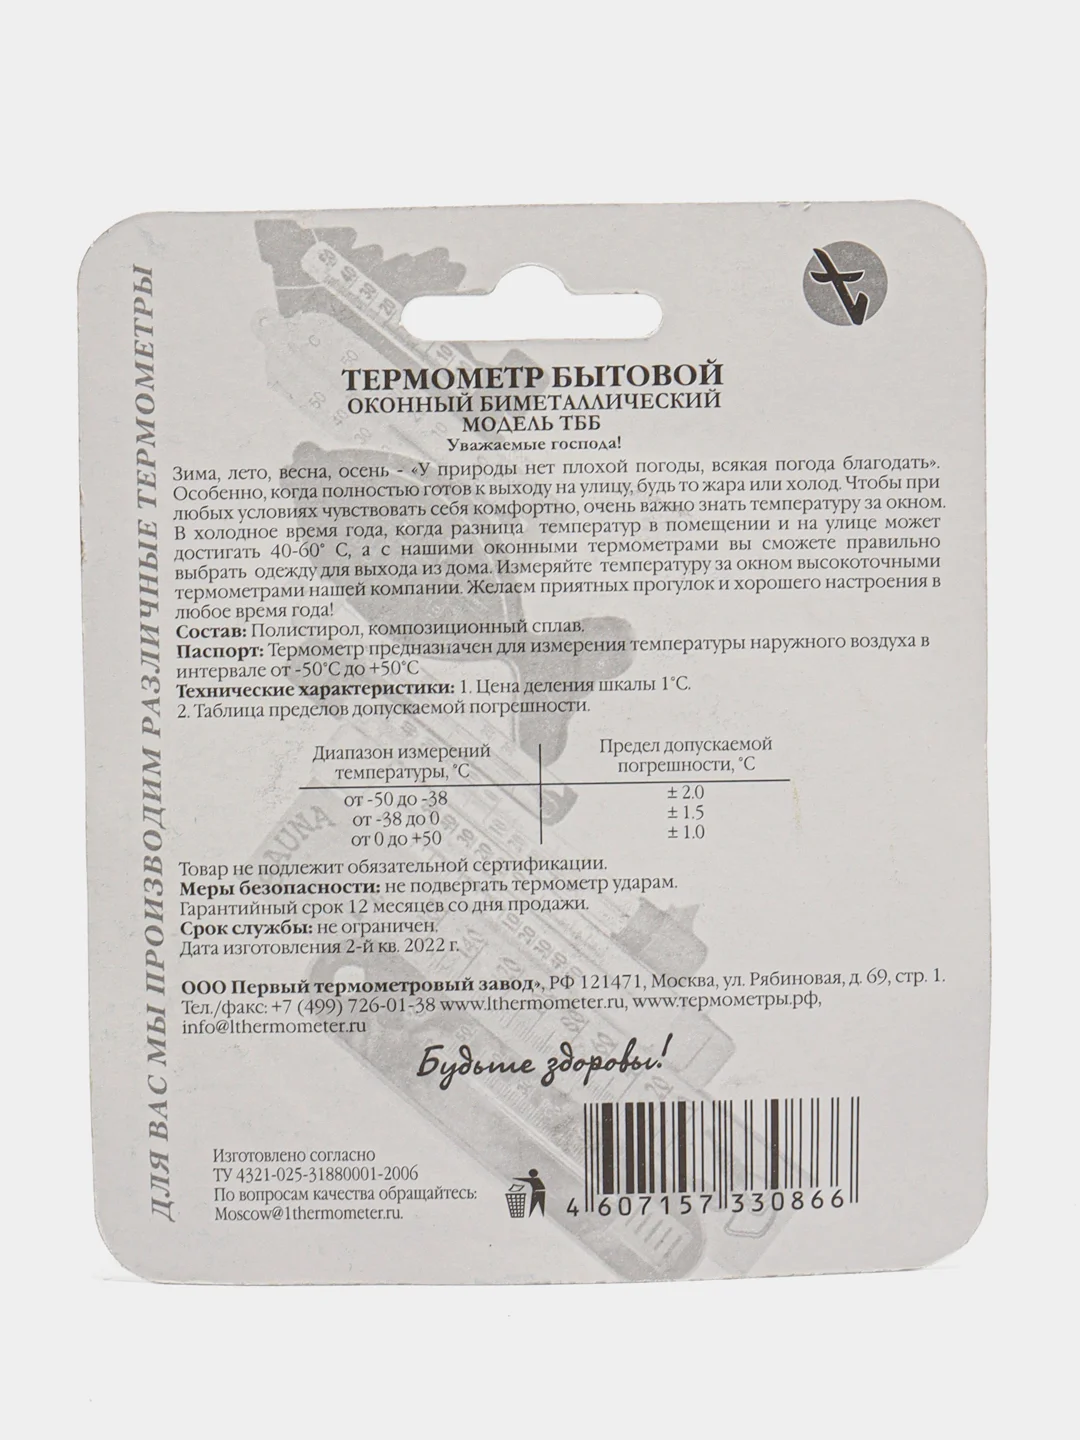 ДЛЯ ВАС МЫ ПРОИЗВОДИМ РАЗЛИЧНЫЕ ТЕРМОМЕТРЫ
ТЕРМОМЕТР БЫТОВОЙ
ОКОННЫЙ БИМЕТАЛЛИЧЕСКИЙ
МОДЕЛЬ ТББ
Уважаемые господа!
Зима, лето, весна, осень - «У природы нет плохой погоды, всякая погода благодать».
Особенно, когда полностью готов к выходу на улицу, будь то жара или холод. Чтобы при
любых условиях чувствовать себя комфортно, очень важно знать температуру за окном.
В холодное время года, когда разница температур в помещении и на улице может
достигать 40-60° С, а с нашими оконными термометрами вы сможете правильно
выбрать одежду для выхода из дома. Измеряйте температуру за окном высокоточными
термометрами нашей компании. Желаем приятных прогулок и хорошего настроения в
любое время года!
Состав: Полистирол, композиционный сплав.
Паспорт: Термометр предназначен для измерения температуры наружного воздуха в
интервале от -50°С до +50°С
Технические характеристики: 1. Цена деления шкалы 1°С.
2. Таблица пределов допускаемой погрешности.
Диапазон измерений
температуры, °С
Предел допускаемой
погрешности, °С
от -50 до -38 ± 2.0
от -38 до 0 ± 1.5
от 0 до +50 ± 1.0
Товар не подлежит обязательной сертификации.
Меры безопасности: не подвергать термометр ударам.
Гарантийный срок 12 месяцев со дня продажи.
Срок службы: не ограничен.
Дата изготовления 2-й кв. 2022 г.
ООО Первый термометровый завод», РФ 121471, Москва, ул. Рябиновая, д. 69, стр. 1.
Тел./факс: +7 (499) 726-01-38 www.1thermometer.ru, www.термометры.рф,
info@1thermometer.ru
Будьте здоровы!
Изготовлено согласно
ТУ 4321-025-31880001-2006
По вопросам качества обращайтесь:
Moscow@1thermometer.ru.
4 607157 330866
SAUNA